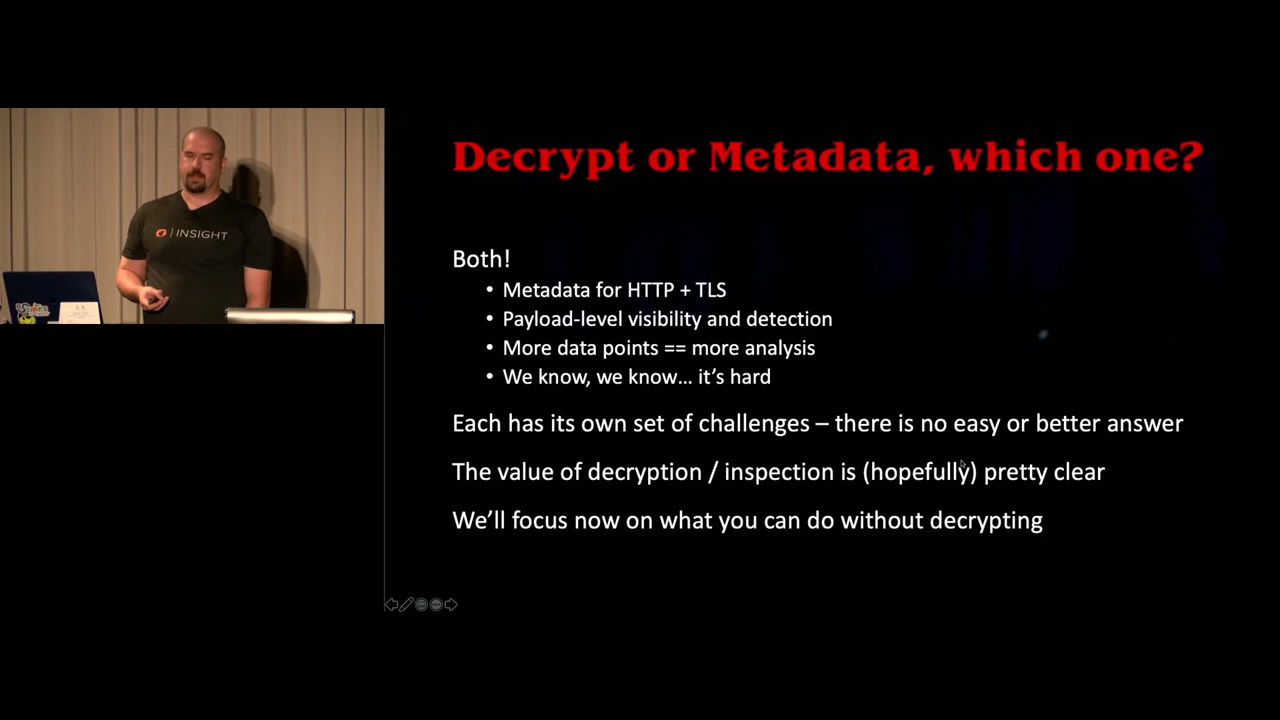 Decrypt or Metadata, which one?
| INSIGHT
Both!
• Metadata for HTTP + TLS
• Payload-level visibility and detection
• More data points == more analysis
• We know, we know… it’s hard
Each has its own set of challenges – there is no easy or better answer
The value of decryption / inspection is (hopefully) pretty clear
We’ll focus now on what you can do without decrypting